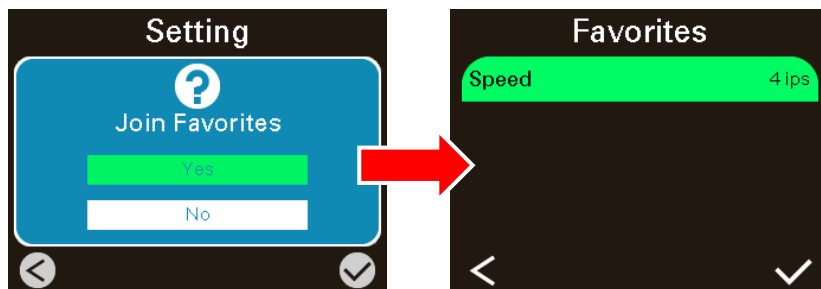 Setting
?
Join Favorites
Yes
No
Favorites
Speed 4 ips